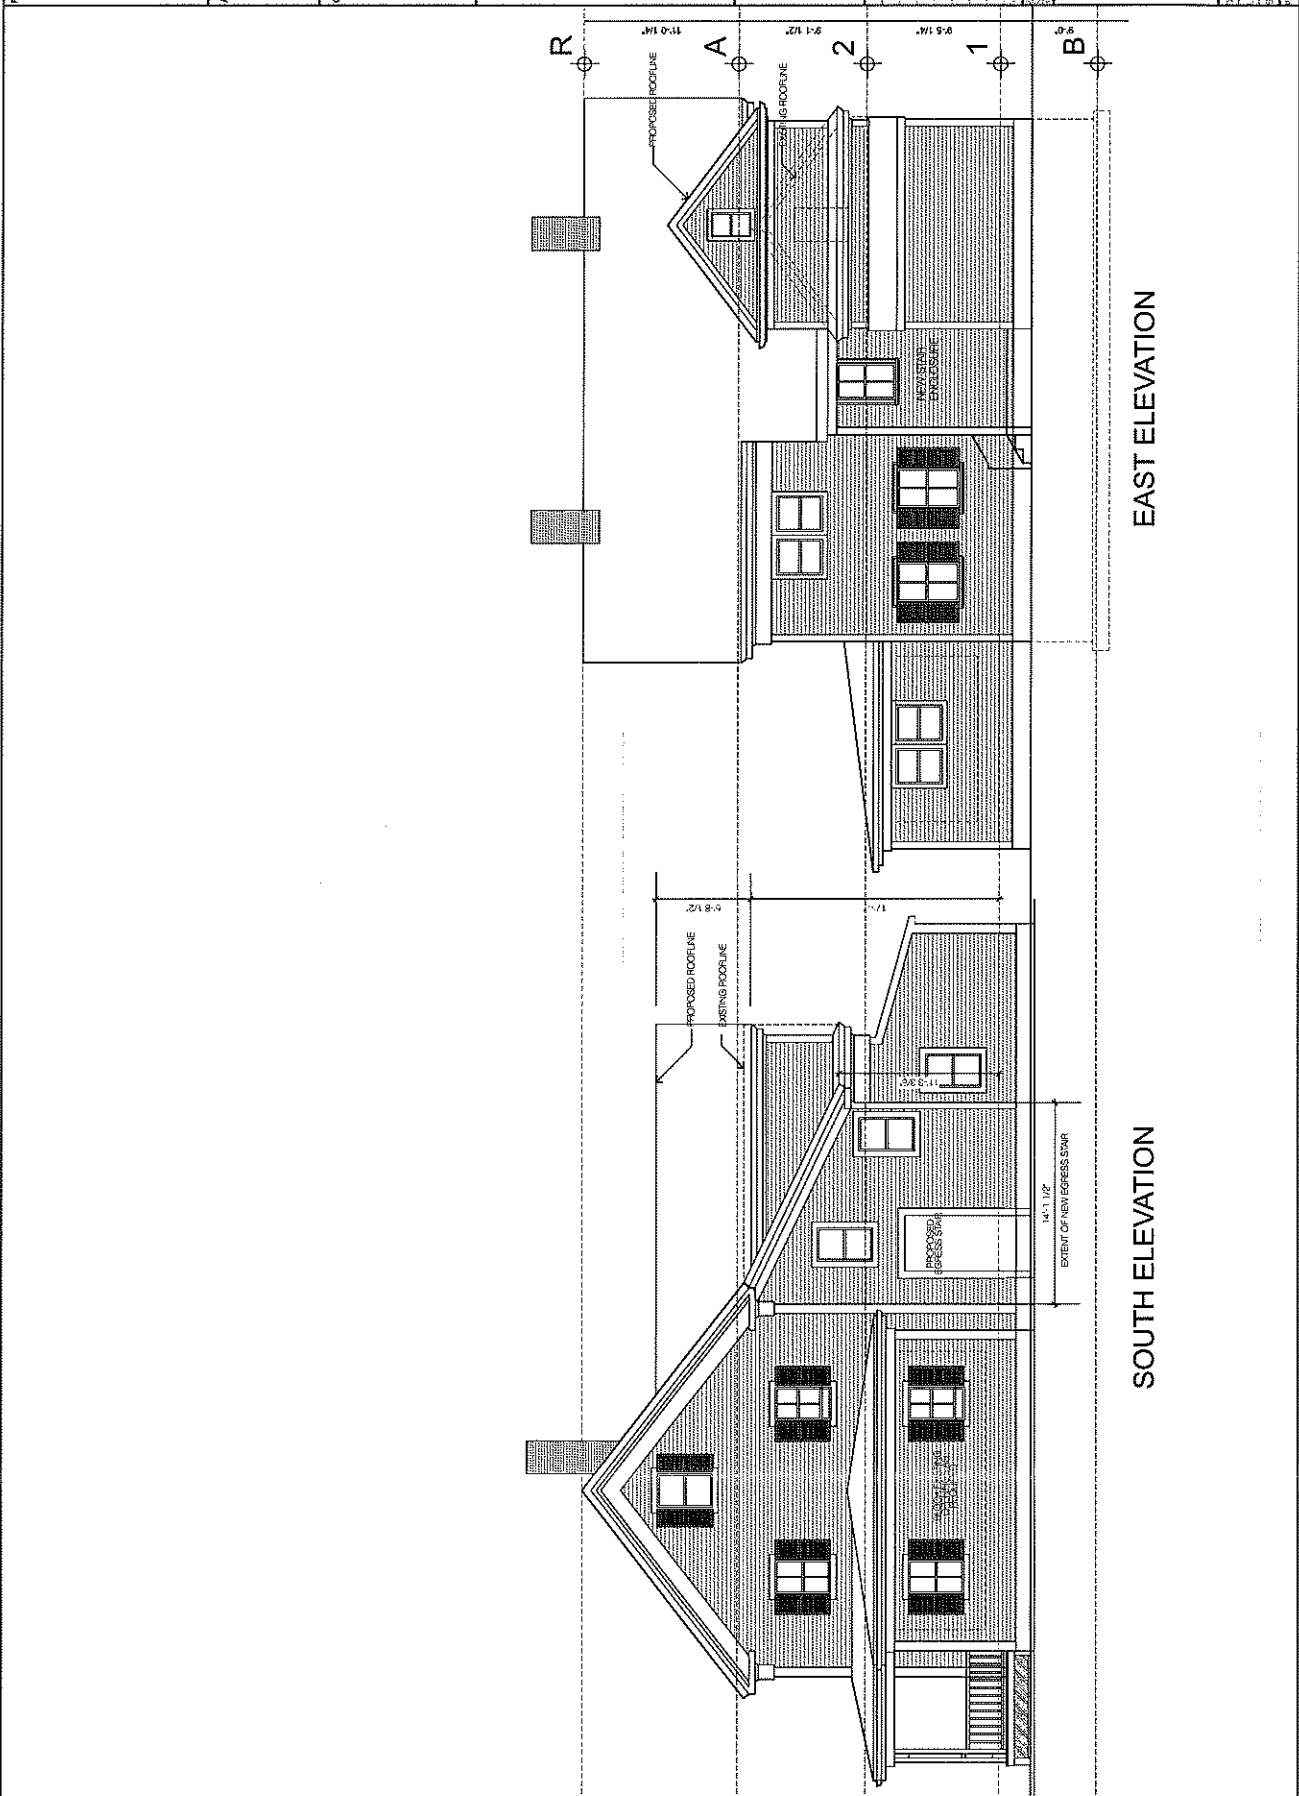 R
A
2
1
B
11'-0 1/4"
9'-1 1/2"
9'-5 1/4"
9'-0"
PROPOSED ROOFLINE
EXISTING ROOFLINE
NEW STAIR
ENCLOSURE
EAST ELEVATION
PROPOSED ROOFLINE
EXISTING ROOFLINE
6'-8 1/2"
PROPOSED
EGRESS STAIR
14'-1 1/2"
EXTENT OF NEW EGRESS STAIR
SOUTH ELEVATION